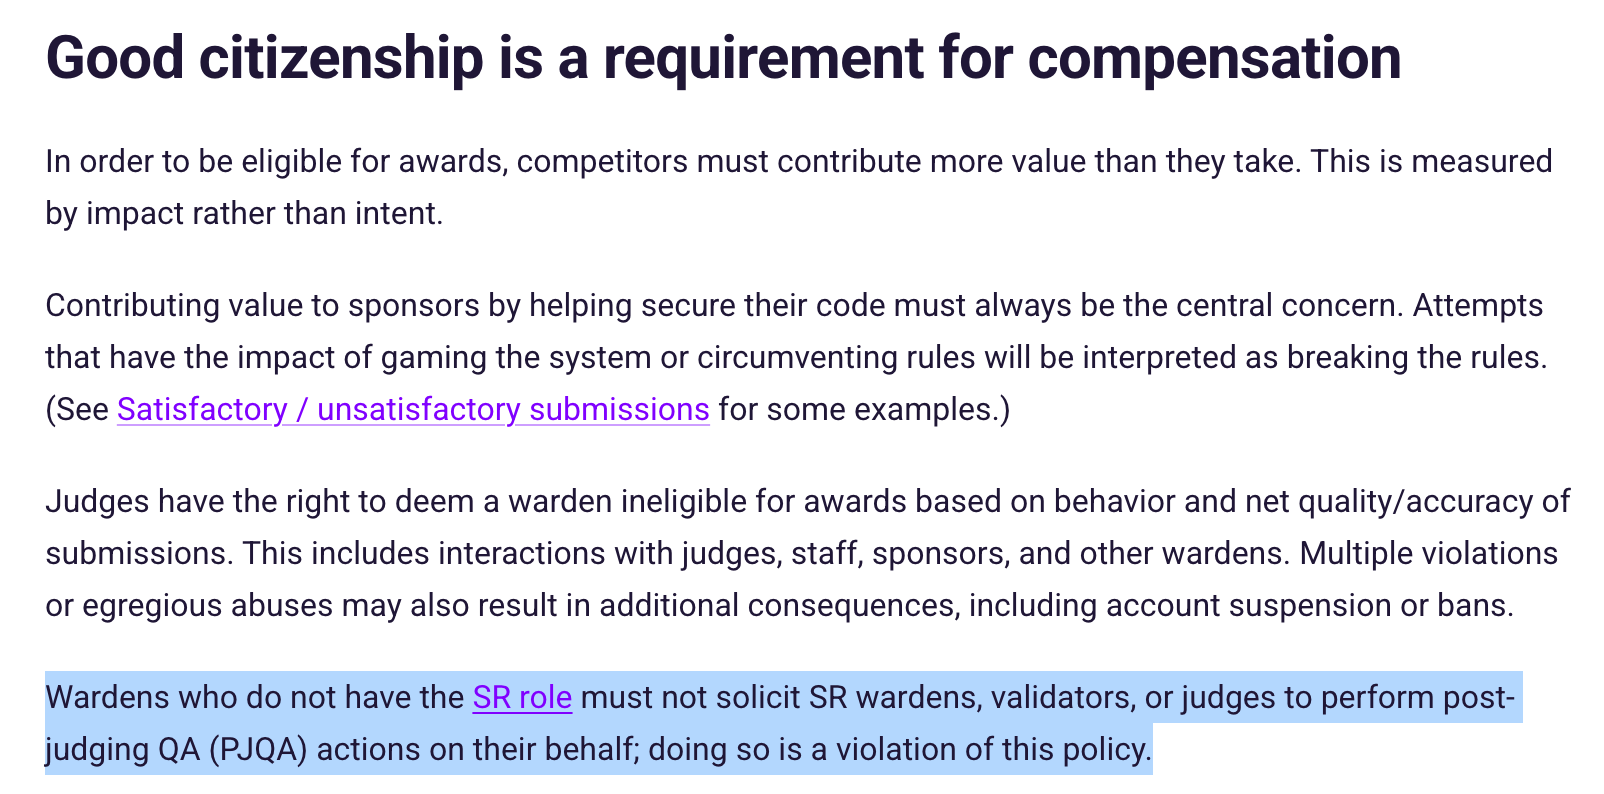 Good citizenship is a requirement for compensation
In order to be eligible for awards, competitors must contribute more value than they take. This is measured
by impact rather than intent.
Contributing value to sponsors by helping secure their code must always be the central concern. Attempts
that have the impact of gaming the system or circumventing rules will be interpreted as breaking the rules.
(See Satisfactory / unsatisfactory submissions for some examples.)
Judges have the right to deem a warden ineligible for awards based on behavior and net quality/accuracy of
submissions. This includes interactions with judges, staff, sponsors, and other wardens. Multiple violations
or egregious abuses may also result in additional consequences, including account suspension or bans.
Wardens who do not have the SR role must not solicit SR wardens, validators, or judges to perform post-
judging QA (PJQA) actions on their behalf; doing so is a violation of this policy.